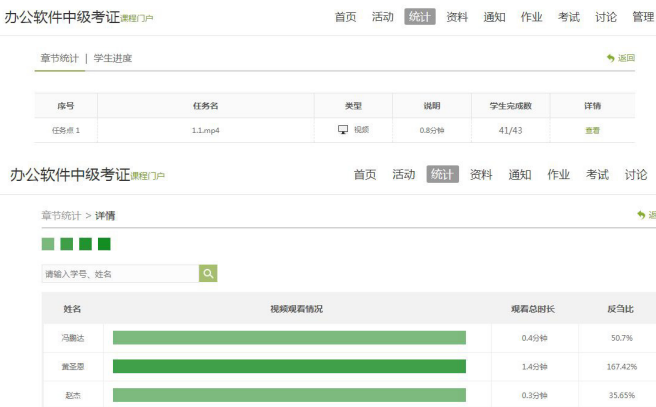 办公软件中级考证课程门户 首页 活动 统计 资料 通知 作业 考试 讨论 管理
章节统计 | 学生进度 返回
序号 任务名 类型 说明 学生完成数 详情
任务点 1 1.1.mp4 视频 0.8分钟 41/43 查看
办公软件中级考证课程门户 首页 活动 统计 资料 通知 作业 考试 讨论
章节统计 > 详情 返
请输入学号、姓名
姓名 视频观看情况 观看总时长 反刍比
冯鹏达 0.4分钟 50.7%
黄圣恩 1.4分钟 167.42%
赵杰 0.3分钟 35.65%